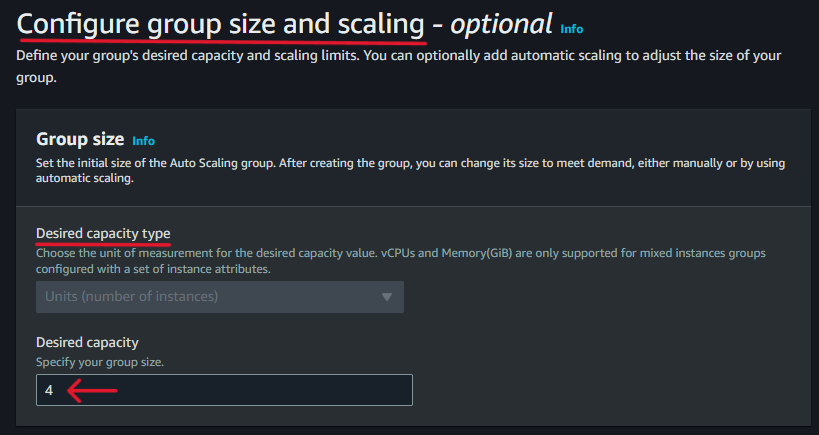 Configure group size and scaling - optional Info
Define your group's desired capacity and scaling limits. You can optionally add automatic scaling to adjust the size of your
group.
Group size Info
Set the initial size of the Auto Scaling group. After creating the group, you can change its size to meet demand, either manually or by using
automatic scaling.
Desired capacity type
Choose the unit of measurement for the desired capacity value. vCPUs and Memory(GiB) are only supported for mixed instances groups
configured with a set of instance attributes.
Units (number of instances)
Desired capacity
Specify your group size.
4